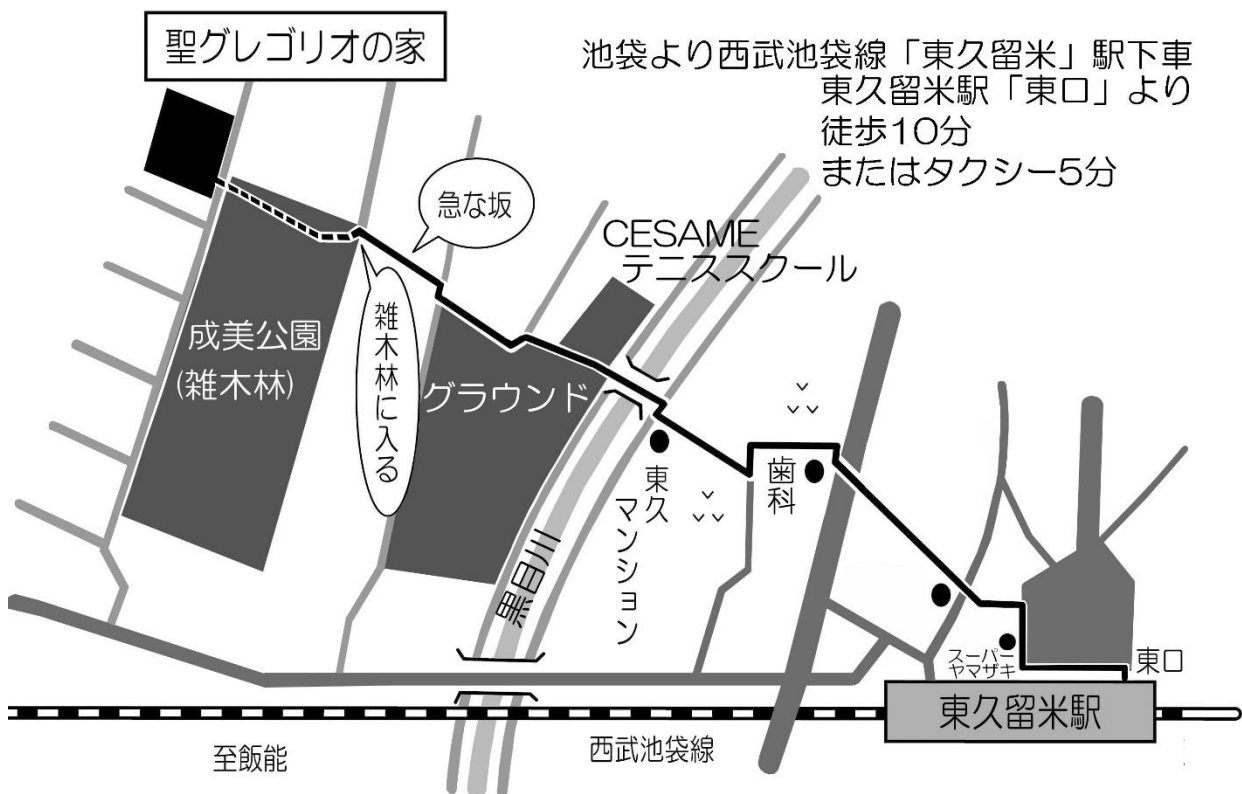 聖グレゴリオの家
池袋より西武池袋線「東久留米」駅下車
東久留米駅「東口」より
徒歩10分
またはタクシー5分
急な坂
CESAME
テニススクール
成美公園
(雑木林)
雑木林に入る
グラウンド
東久
マンション
歯科
黒目川
スーパー
ヤマザキ
東口
東久留米駅
至飯能
西武池袋線